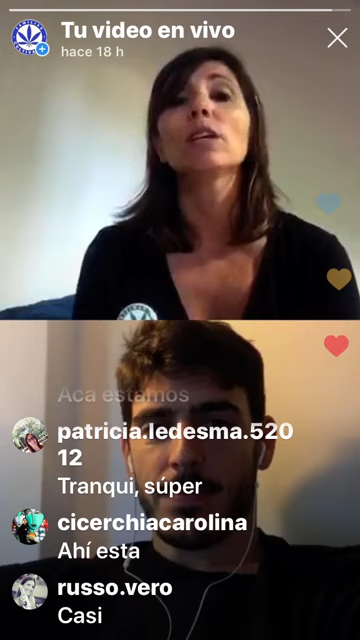 Tu video en vivo
hace 18 h
Aca estamos
patricia.ledesma.520
12
Tranqui, súper
cicerchiacarolina
Ahí esta
russo.vero
Casi